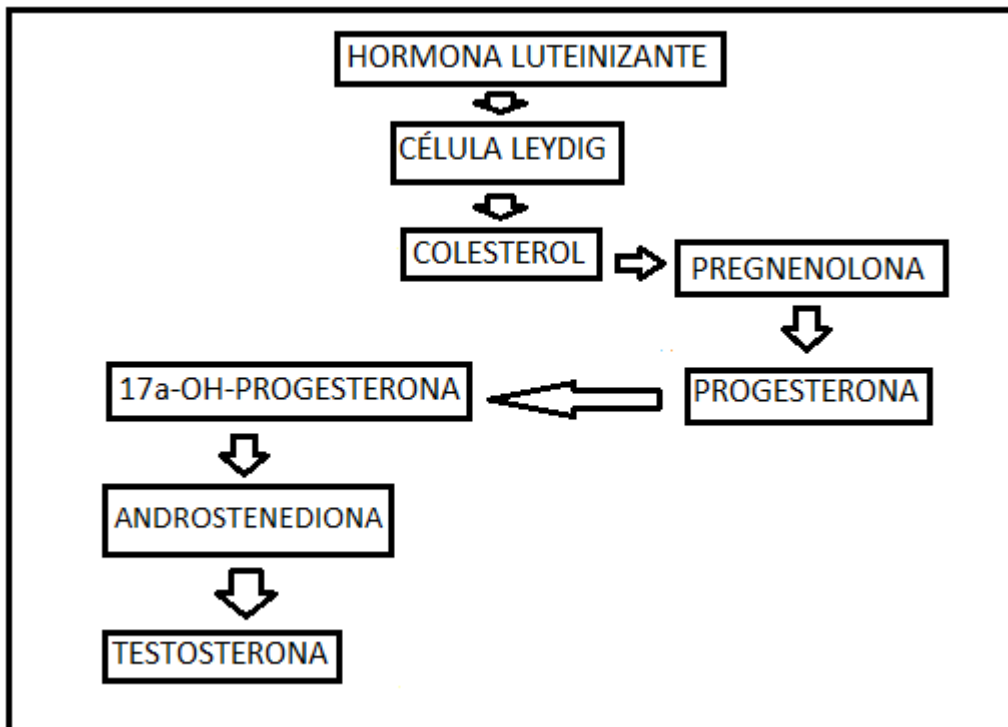 HORMONA LUTEINIZANTE
CÉLULA LEYDIG
COLESTEROL
PREGNENOLONA
PROGESTERONA
17a-OH-PROGESTERONA
ANDROSTENEDIONA
TESTOSTERONA